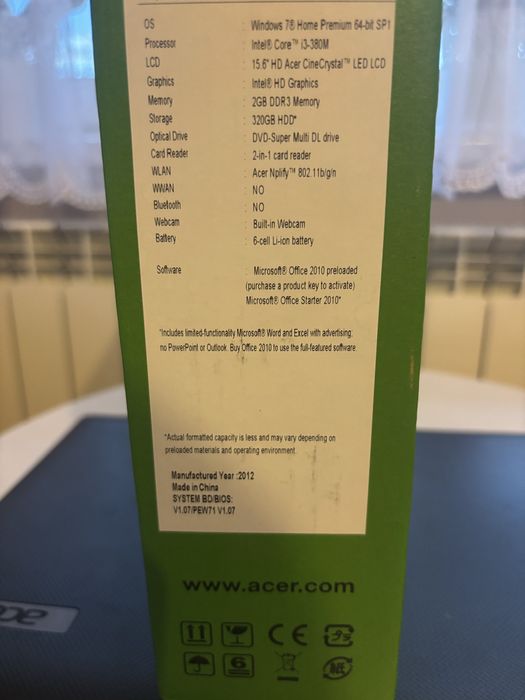 OS : Windows 7® Home Premium 64-bit SP1
Processor : Intel® Core™ i3-380M
LCD : 15.6" HD Acer CineCrystal™ LED LCD
Graphics : Intel® HD Graphics
Memory : 2GB DDR3 Memory
Storage : 320GB HDD*
Optical Drive : DVD-Super Multi DL drive
Card Reader : 2-in-1 card reader
WLAN : Acer Nplify™ 802.11b/g/n
WWAN : NO
Bluetooth : NO
Webcam : Built-in Webcam
Battery : 6-cell Li-ion battery
Software : Microsoft® Office 2010 preloaded
(purchase a product key to activate)
Microsoft® Office Starter 2010*
*Includes limited-functionality Microsoft® Word and Excel with advertising;
no PowerPoint or Outlook. Buy Office 2010 to use the full-featured software.
*Actual formatted capacity is less and may vary depending on
preloaded materials and operating environment.
Manufactured Year :2012
Made in China
SYSTEM BD/BIOS:
V1.07/PEW71 V1.07
www.acer.com
CE
6